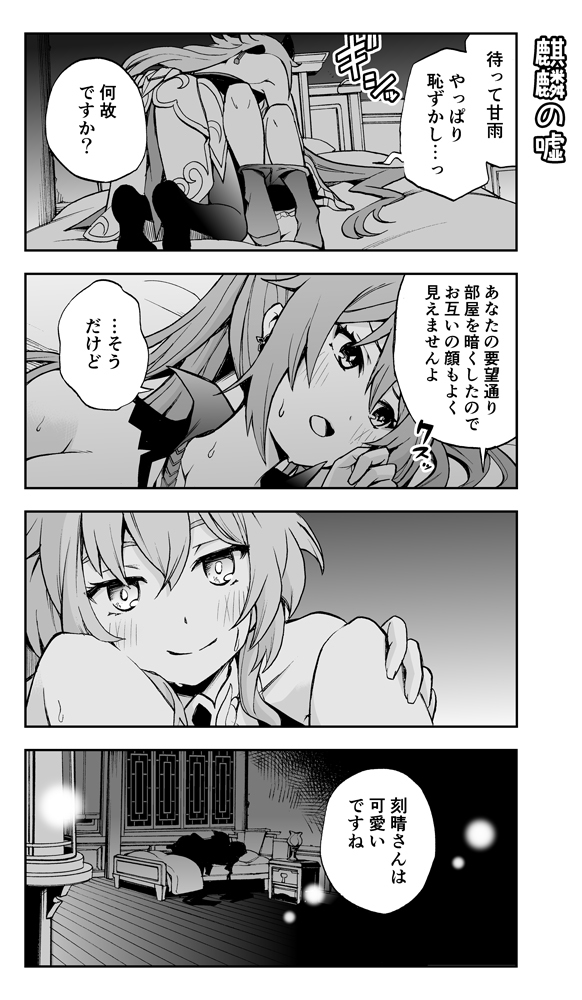 麒麟の嘘
待って甘雨
やっぱり
恥ずかし…っ
ギシッ
何故
ですか?
あなたの要望通り
部屋を暗くしたので
お互いの顔もよく
見えませんよ
クスッ
…そう
だけど
刻晴さんは
可愛い
ですね